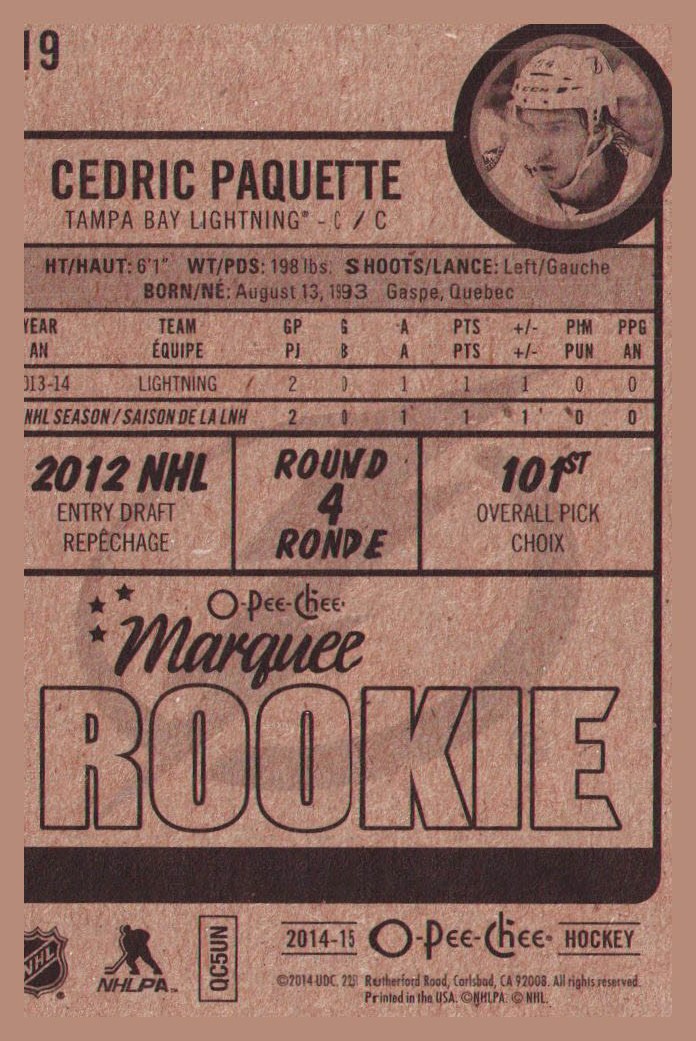 19
CEDRIC PAQUETTE
TAMPA BAY LIGHTNING® - C / C
HT/HAUT: 6'1" WT/PDS: 198 lbs. SHOOTS/LANCE: Left/Gauche
BORN/NÉ: August 13, 1993 Gaspe, Quebec
YEAR TEAM GP G A PTS +/- PIM PPG
AN ÉQUIPE PJ B A PTS +/- PUN AN
013-14 LIGHTNING 2 0 1 1 1 0 0
NHL SEASON / SAISON DE LA LNH 2 0 1 1 1 0 0
2012 NHL
ENTRY DRAFT
REPÊCHAGE
ROUND
4
RONDE
101ST
OVERALL PICK
CHOIX
O-Pee-Chee
Marquee
ROOKIE
NHL
NHLPA™
QC5UN
2014-15 O-Pee-Chee® HOCKEY
©2014 UDC. Rutherford Road, Carlsbad, CA 92008. All rights reserved.
Printed in the USA. ©NHLPA. © NHL.